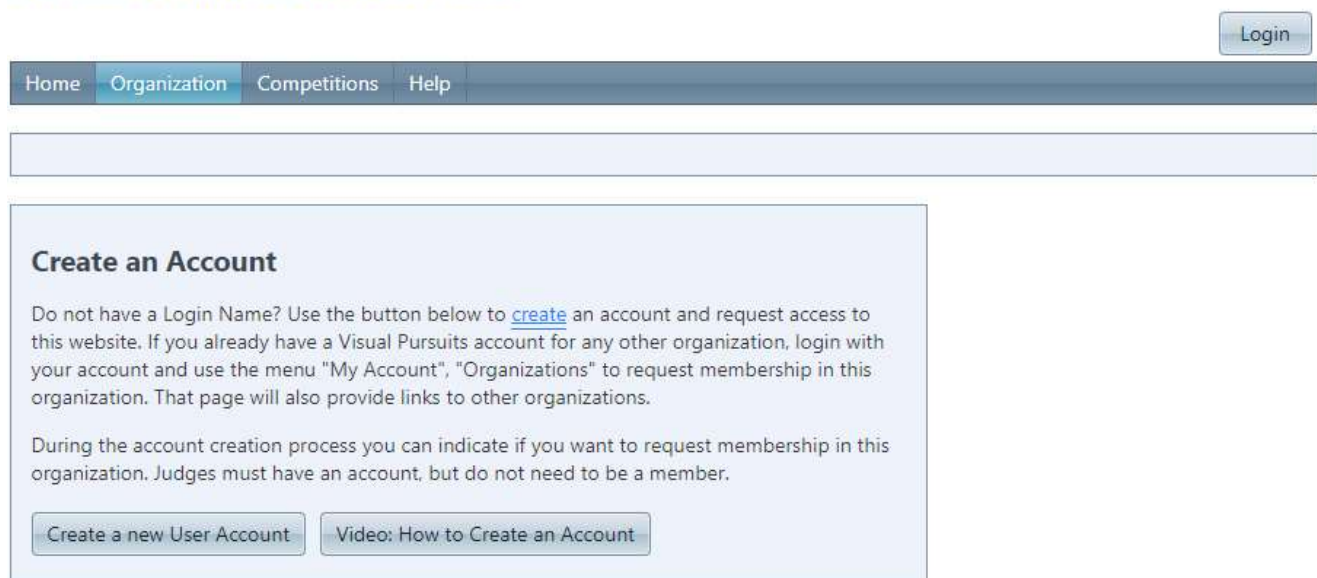 Login
Home Organization Competitions Help
Create an Account
Do not have a Login Name? Use the button below to create an account and request access to
this website. If you already have a Visual Pursuits account for any other organization, login with
your account and use the menu "My Account", "Organizations" to request membership in this
organization. That page will also provide links to other organizations.
During the account creation process you can indicate if you want to request membership in this
organization. Judges must have an account, but do not need to be a member.
Create a new User Account Video: How to Create an Account